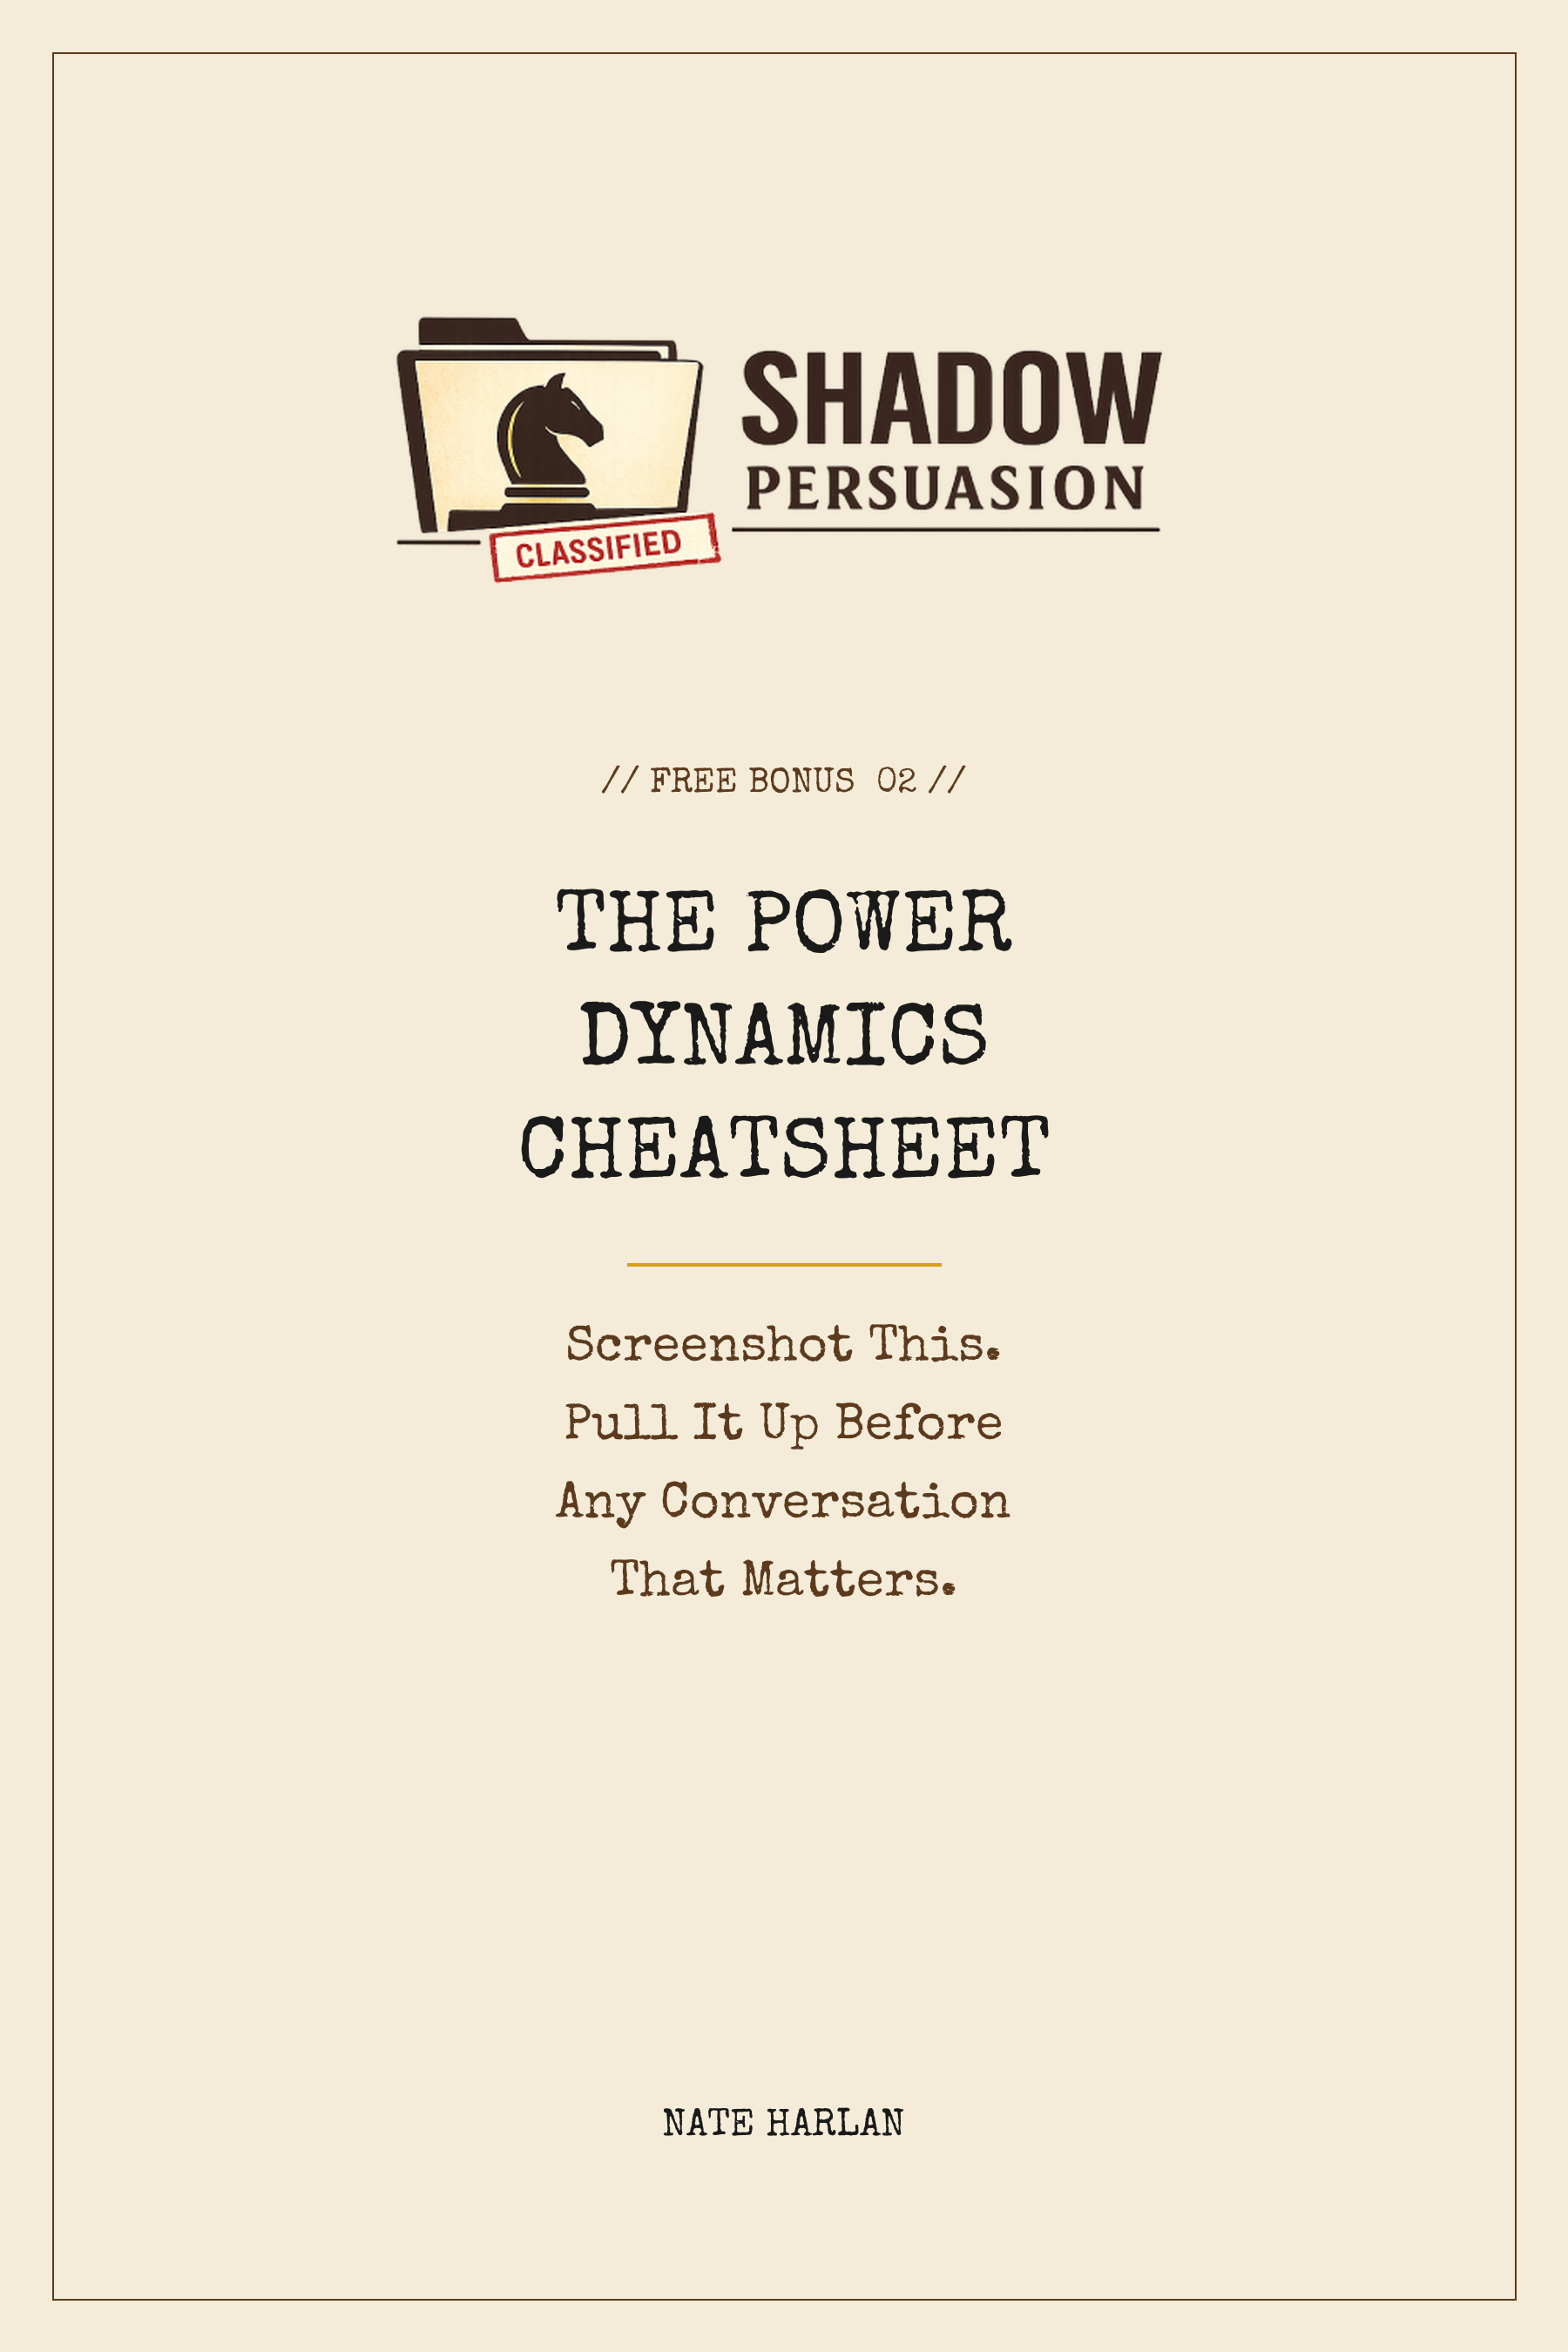 SHADOW
PERSUASION
CLASSIFIED
// FREE BONUS 02 //
THE POWER
DYNAMICS
CHEATSHEET
Screenshot This.
Pull It Up Before
Any Conversation
That Matters.
NATE HARLAN